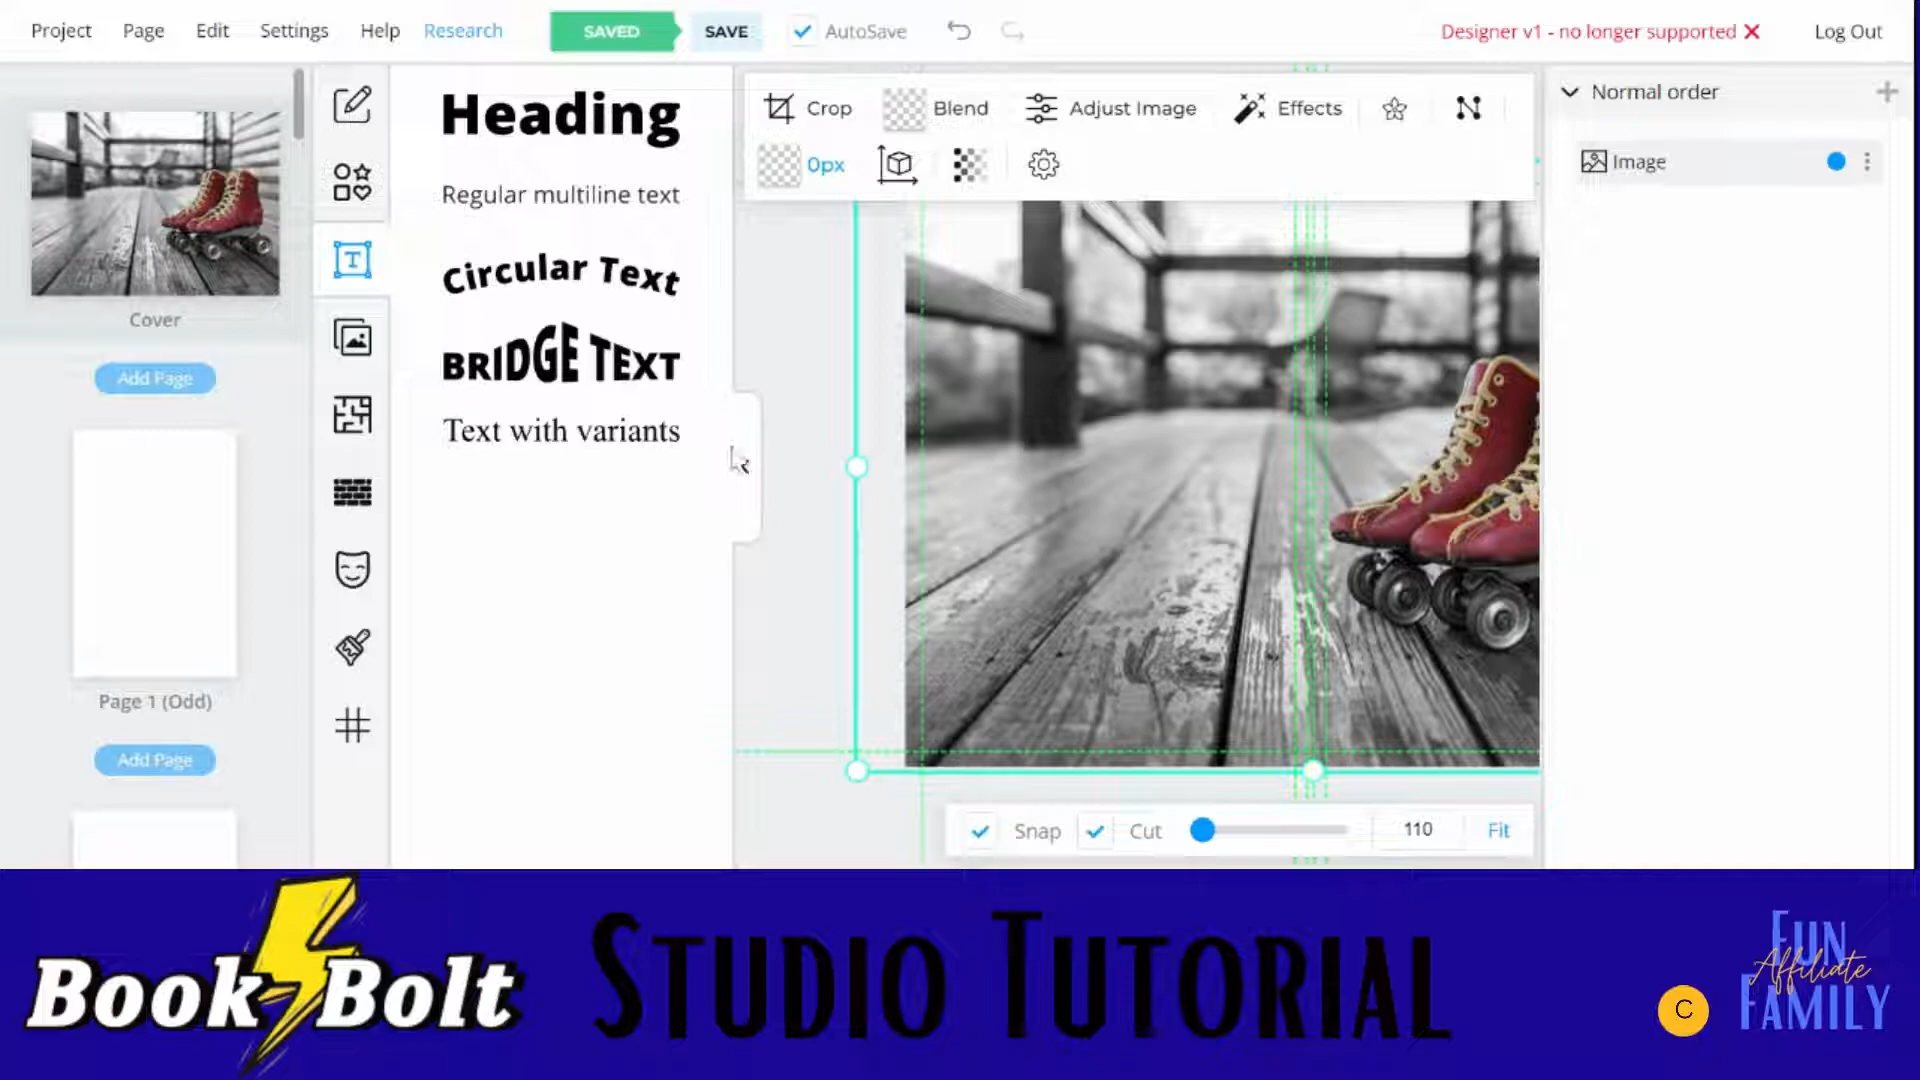 Project Page Edit Settings Help Research SAVED SAVE AutoSave Designer v1 - no longer supported Log Out
Heading
Regular multiline text
Circular Text
BRIDGE TEXT
Text with variants
Crop Blend Adjust Image Effects
0px
Normal order
Image
Cover
Add Page
Page 1 (Odd)
Add Page
Snap Cut 110 Fit
Book Bolt
STUDIO TUTORIAL
C
FUN
Affiliate
FAMILY